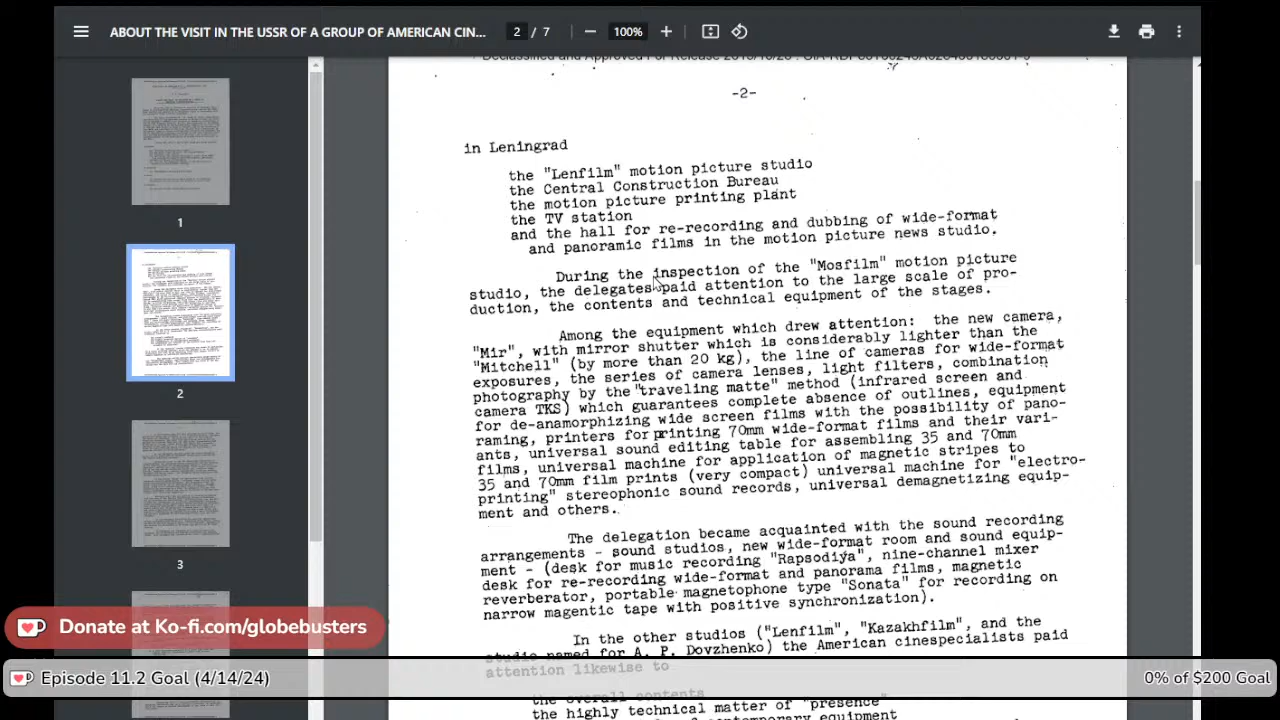 ABOUT THE VISIT IN THE USSR OF A GROUP OF AMERICAN CIN...
2 / 7
100%
-2-
in Leningrad
the "Lenfilm" motion picture studio
the Central Construction Bureau
the motion picture printing plant
the TV station
and the hall for re-recording and dubbing of wide-format
and panoramic films in the motion picture news studio.
During the inspection of the "Mosfilm" motion picture
studio, the delegates paid attention to the large scale of pro-
duction, the contents and technical equipment of the stages.
Among the equipment which drew attention: the new camera,
"Mir", with mirror shutter which is considerably lighter than the
"Mitchell" (by more than 20 kg), the line of cameras for wide-format
exposures, the series of camera lenses, light filters, combination
photography by the "traveling matte" method (infrared screen and
camera TKS) which guarantees complete absence of outlines, equipment
for de-anamorphizing wide screen films with the possibility of pano-
raming, printers for printing 70mm wide-format films and their vari-
ants, universal sound editing table for assembling 35 and 70mm
films, universal machine for application of magnetic stripes to
35 and 70mm film prints (very compact) universal machine for "electro-
printing" stereophonic sound records, universal demagnetizing equip-
ment and others.
The delegation became acquainted with the sound recording
arrangements - sound studios, new wide-format room and sound equip-
ment - (desk for music recording "Rapsodiya", nine-channel mixer
desk for re-recording wide-format and panorama films, magnetic
reverberator, portable magnetophone type "Sonata" for recording on
narrow magentic tape with positive synchronization).
In the other studios ("Lenfilm", "Kazakhfilm", and the
studio named for A. P. Dovzhenko) the American cinespecialists paid
attention likewise to
the overall contents
the highly technical matter of "presence"
of contemporary equipment
1
2
3
Donate at Ko-fi.com/globebusters
Episode 11.2 Goal (4/14/24)
0% of $200 Goal